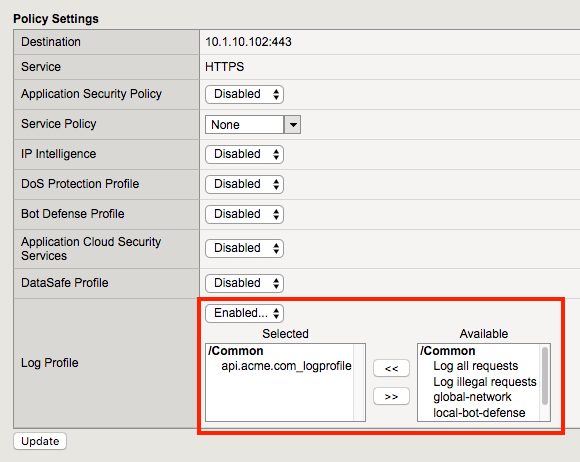 Policy Settings
Destination 10.1.10.102:443
Service HTTPS
Application Security Policy Disabled
Service Policy None
IP Intelligence Disabled
DoS Protection Profile Disabled
Bot Defense Profile Disabled
Application Cloud Security
Services Disabled
DataSafe Profile Disabled
Log Profile Enabled...
Selected Available
/Common /Common
api.acme.com_logprofile << Log all requests
Log illegal requests
>> global-network
local-bot-defense
Update